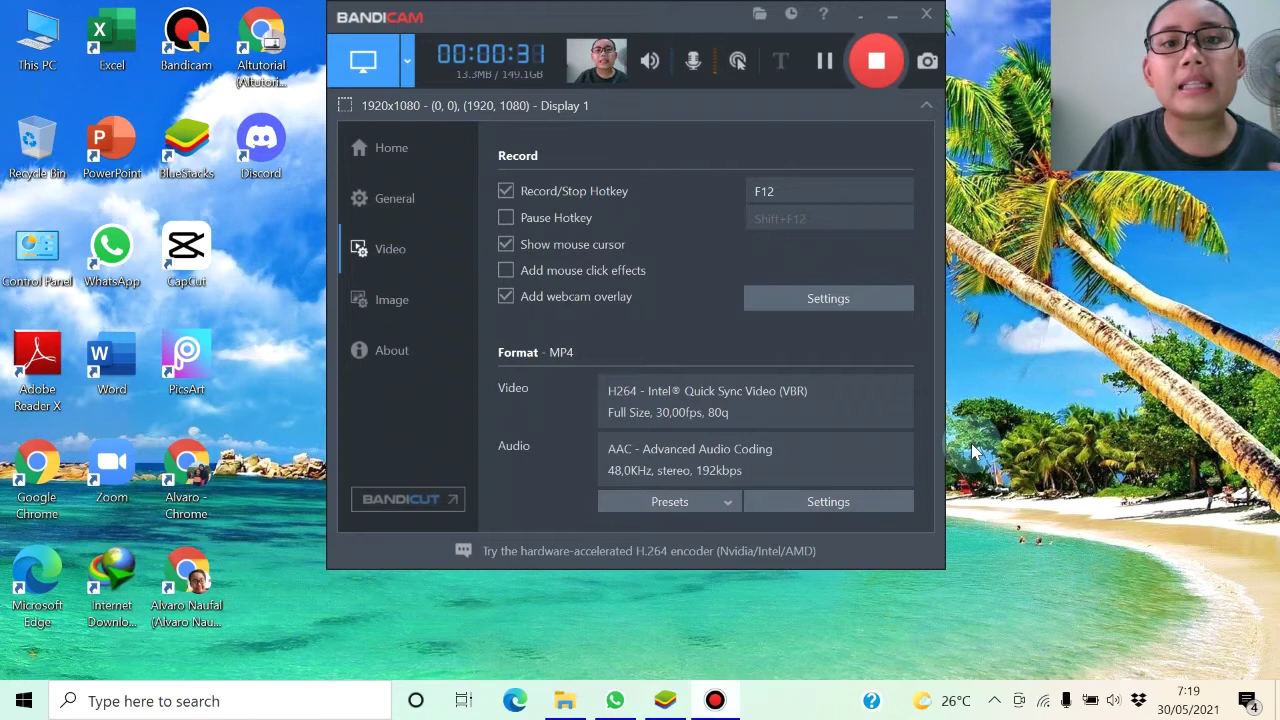 This PC
Excel
Bandicam
Altutorial
(Altutori...
Recycle Bin
PowerPoint
BlueStacks
Discord
Control Panel
WhatsApp
CapCut
Adobe
Reader X
Word
PicsArt
Google
Chrome
Zoom
Alvaro -
Chrome
Microsoft
Edge
Internet
Downlo...
Alvaro Naufal
(Alvaro Nau...
BANDICAM
?
00:00:31
13.3MB / 149.1GB
T
1920x1080 - (0, 0), (1920, 1080) - Display 1
Home
General
Video
Image
About
BANDICUT
Record
Record/Stop Hotkey
F12
Pause Hotkey
Shift+F12
Show mouse cursor
Add mouse click effects
Add webcam overlay
Settings
Format - MP4
Video
H264 - Intel® Quick Sync Video (VBR)
Full Size, 30,00fps, 80q
Audio
AAC - Advanced Audio Coding
48,0KHz, stereo, 192kbps
Presets
Settings
Try the hardware-accelerated H.264 encoder (Nvidia/Intel/AMD)
Type here to search
26°C
7:19
30/05/2021
4